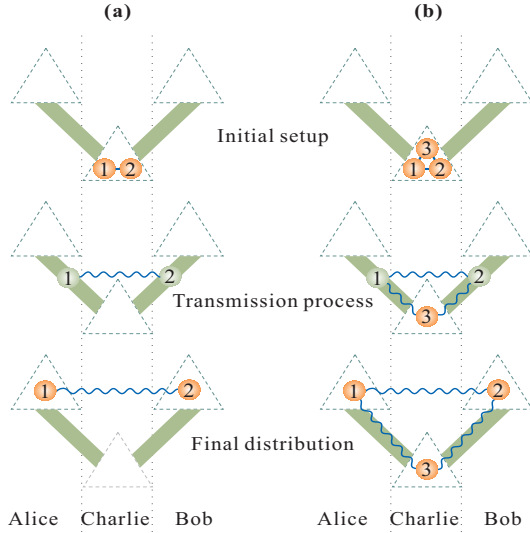 (a) (b)
3
1 2 1 2
Initial setup
1 2 1 2
Transmission process
3
1 2 1 2
Final distribution
3
Alice Charlie Bob Alice Charlie Bob